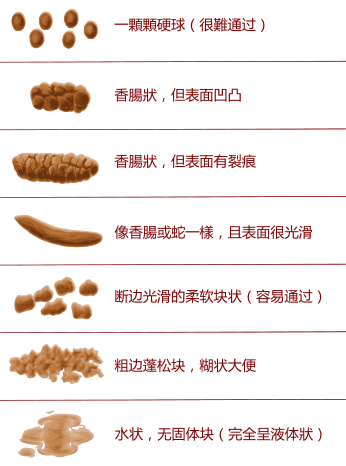 一顆顆硬球（很難通过）
香腸狀，但表面凹凸
香腸狀，但表面有裂痕
像香腸或蛇一樣，且表面很光滑
断边光滑的柔软块状（容易通过）
粗边蓬松块，糊状大便
水状，无固体块（完全呈液体狀）